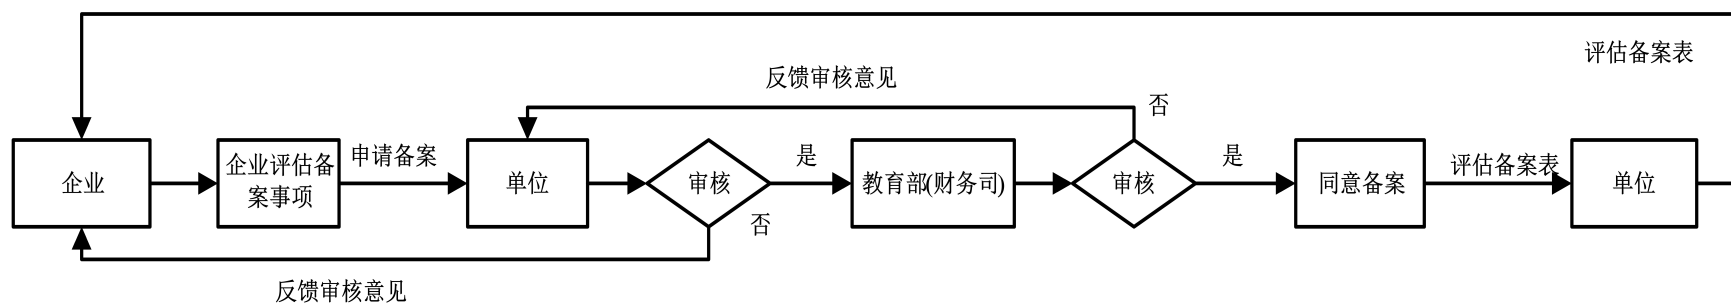 评估备案表
反馈审核意见
否
企业
企业评估备
案事项
申请备案
单位
审核
是
教育部(财务司)
审核
是
同意备案
评估备案表
单位
否
反馈审核意见